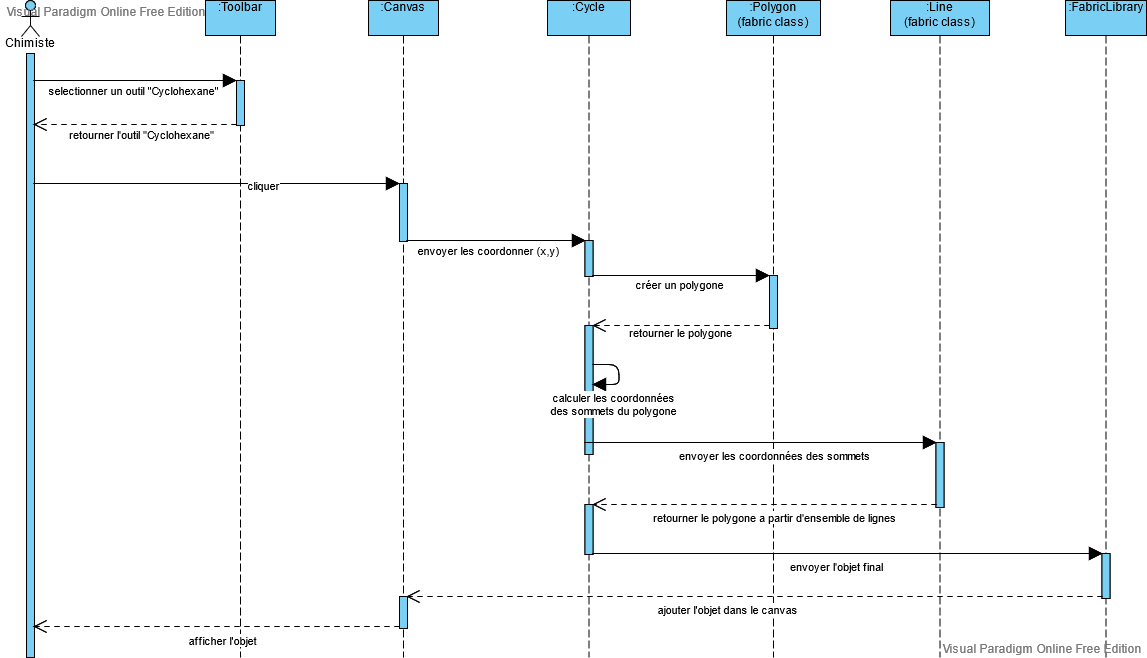 Visual Paradigm Online Free Edition
:Toolbar
:Canvas
:Cycle
:Polygon
(fabric class)
:Line
(fabric class)
:FabricLibrary
Chimiste
selectionner un outil "Cyclohexane"
retourner l'outil "Cyclohexane"
cliquer
envoyer les coordonner (x,y)
créer un polygone
retourner le polygone
calculer les coordonnées
des sommets du polygone
envoyer les coordonnées des sommets
retourner le polygone a partir d'ensemble de lignes
envoyer l'objet final
ajouter l'objet dans le canvas
afficher l'objet
Visual Paradigm Online Free Edition